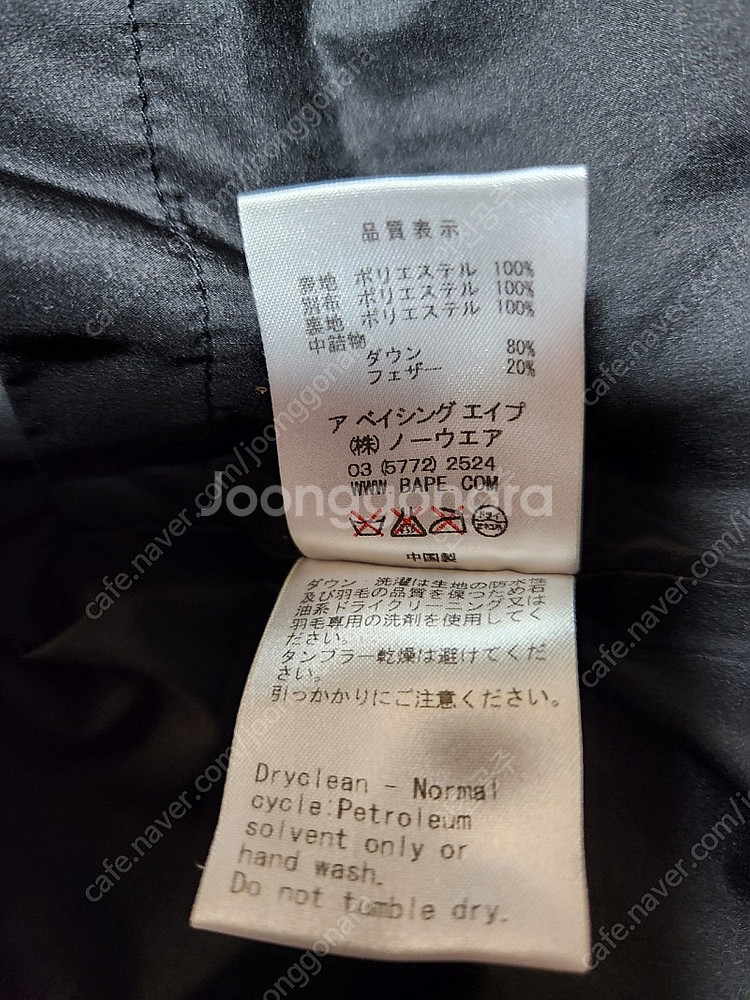 品質表示
表地 ポリエステル 100%
別布 ポリエステル 100%
裏地 ポリエステル 100%
中詰物
ダウン 80%
フェザー 20%
ア ベイシング エイプ
(株) ノーウエア
03 (5772) 2524
WWW.BAPE.COM
中国製
ダウン 洗濯は生地の防水性
及び羽毛の品質を保つため石
油系ドライクリーニング又は
羽毛専用の洗剤を使用してく
ださい。
タンブラー乾燥は避けてくだ
さい。
引っかかりにご注意ください。
Dryclean - Normal
cycle:Petroleum
solvent only or
hand wash.
Do not tumble dry.
Joonggonara
cafe.naver.com/joonggonara